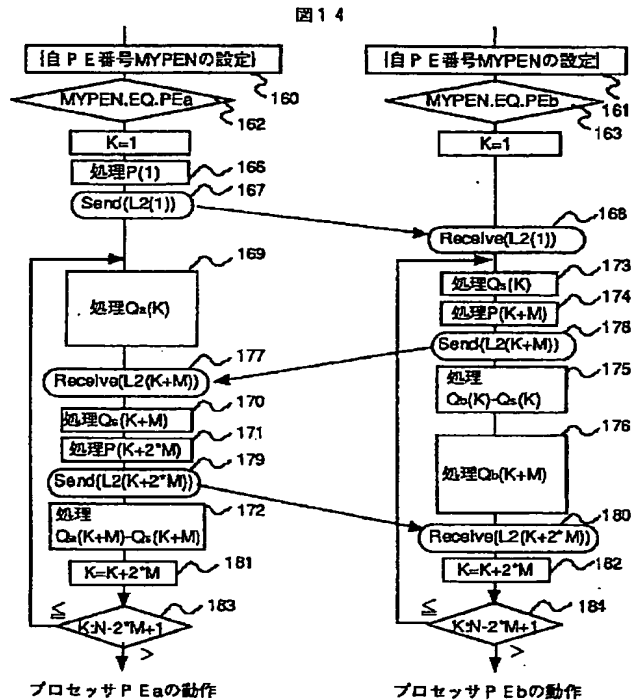 図14
{自PE番号MYPENの設定}
160
MYPEN.EQ.PEa
162
K=1
処理P(1)
166
Send(L2(1))
167
169
処理Qa(K)
177
Receive(L2(K+M))
170
処理Qs(K+M)
171
処理P(K+2*M)
179
Send(L2(K+2*M))
172
処理
Qa(K+M)-Qs(K+M)
K=K+2*M
181
≦
K:N-2*M+1
183
>
プロセッサPEaの動作
{自PE番号MYPENの設定}
161
MYPEN.EQ.PEb
163
K=1
168
Receive(L2(1))
173
処理Qs(K)
174
処理P(K+M)
178
Send(L2(K+M))
175
処理
Qb(K)-Qs(K)
176
処理Qb(K+M)
180
Receive(L2(K+2*M))
K=K+2*M
182
≦
K:N-2*M+1
184
>
プロセッサPEbの動作